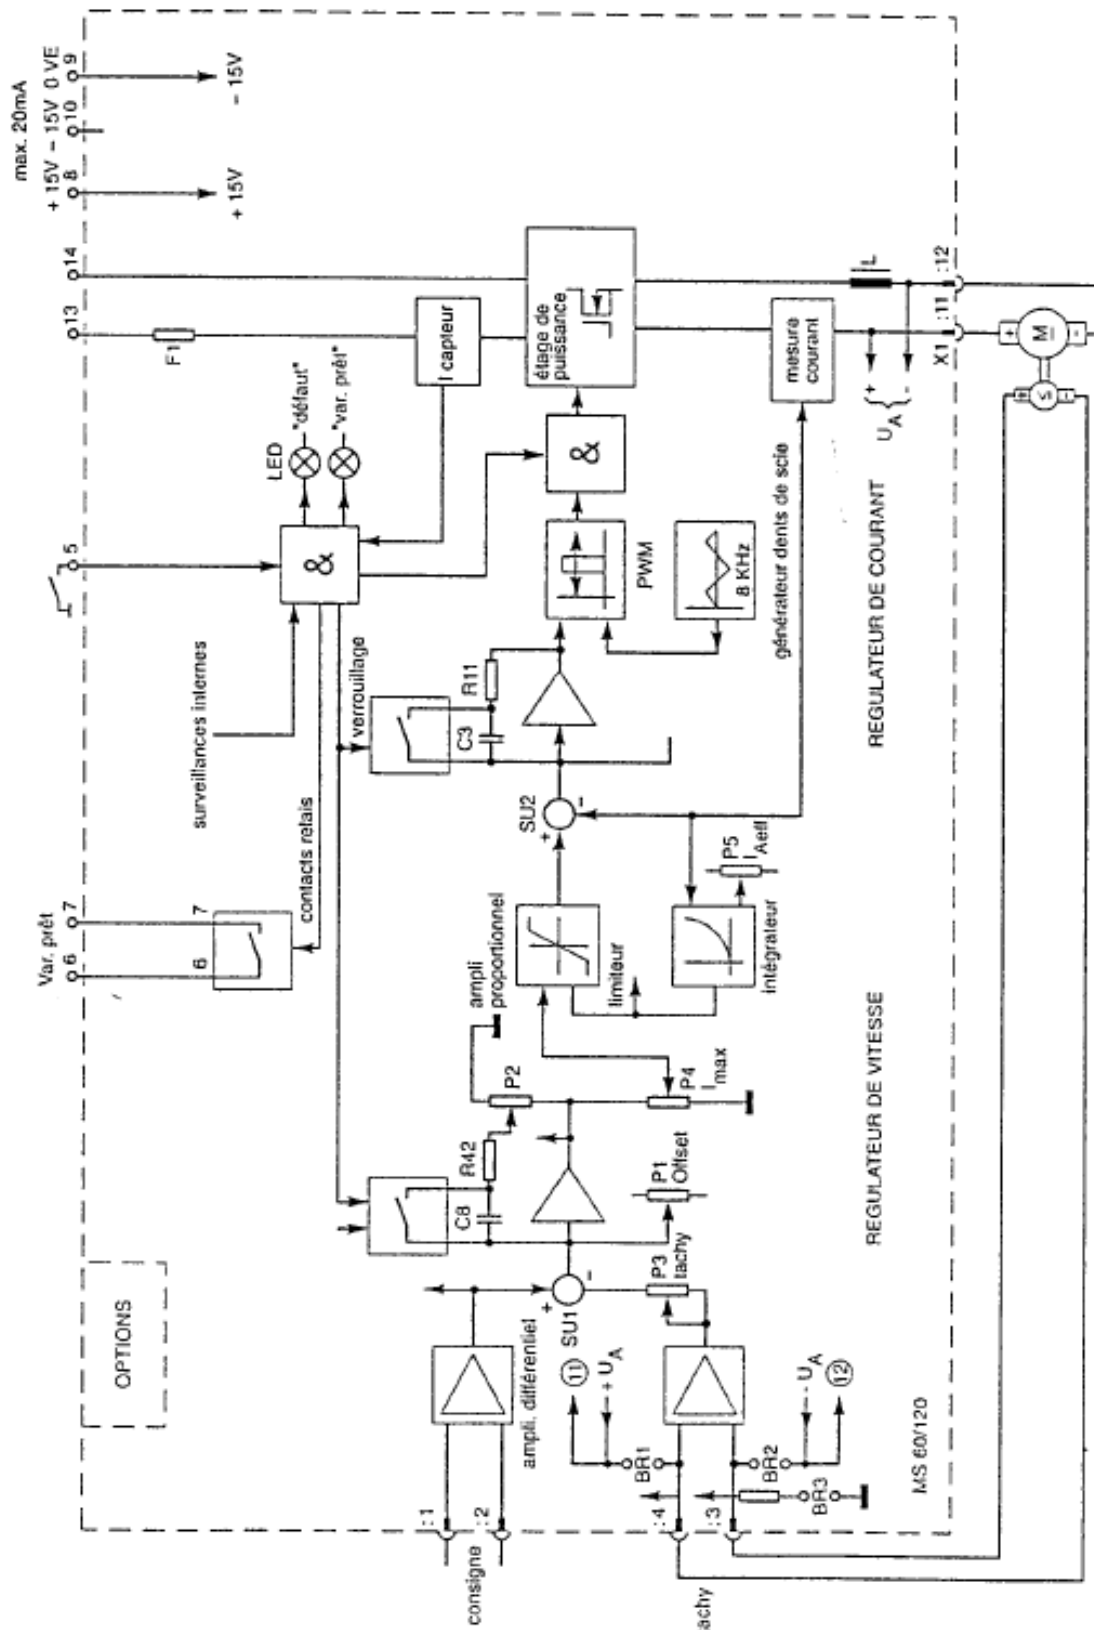 max. 20mA
+ 15V - 15V 0 VE
8 10 9
+ 15V
- 15V
14
13
F1
I capteur
5
LED
"défaut"
"var. prêt"
&
surveillances internes
verrouillage
contacts relais
Var. prêt
6 7
6 7
étage de
puissance
&
PWM
8 KHz
générateur dents de scie
mesure
courant
L
U_A { + -
X1 :11 :12
M
+
-
R11
C3
SU2
+
-
ampli
proportionnel
limiteur
intégrateur
P5
I_Aeff
P2
P4
I_max
R42
C8
P1
Offset
P3
tachy
SU1
+
-
ampli. différentiel
OPTIONS
:1
:2
consigne
11
+ U_A
BR1
BR2
BR3
- U_A
12
:4
:3
achy
MS 60/120
REGULATEUR DE VITESSE
REGULATEUR DE COURANT